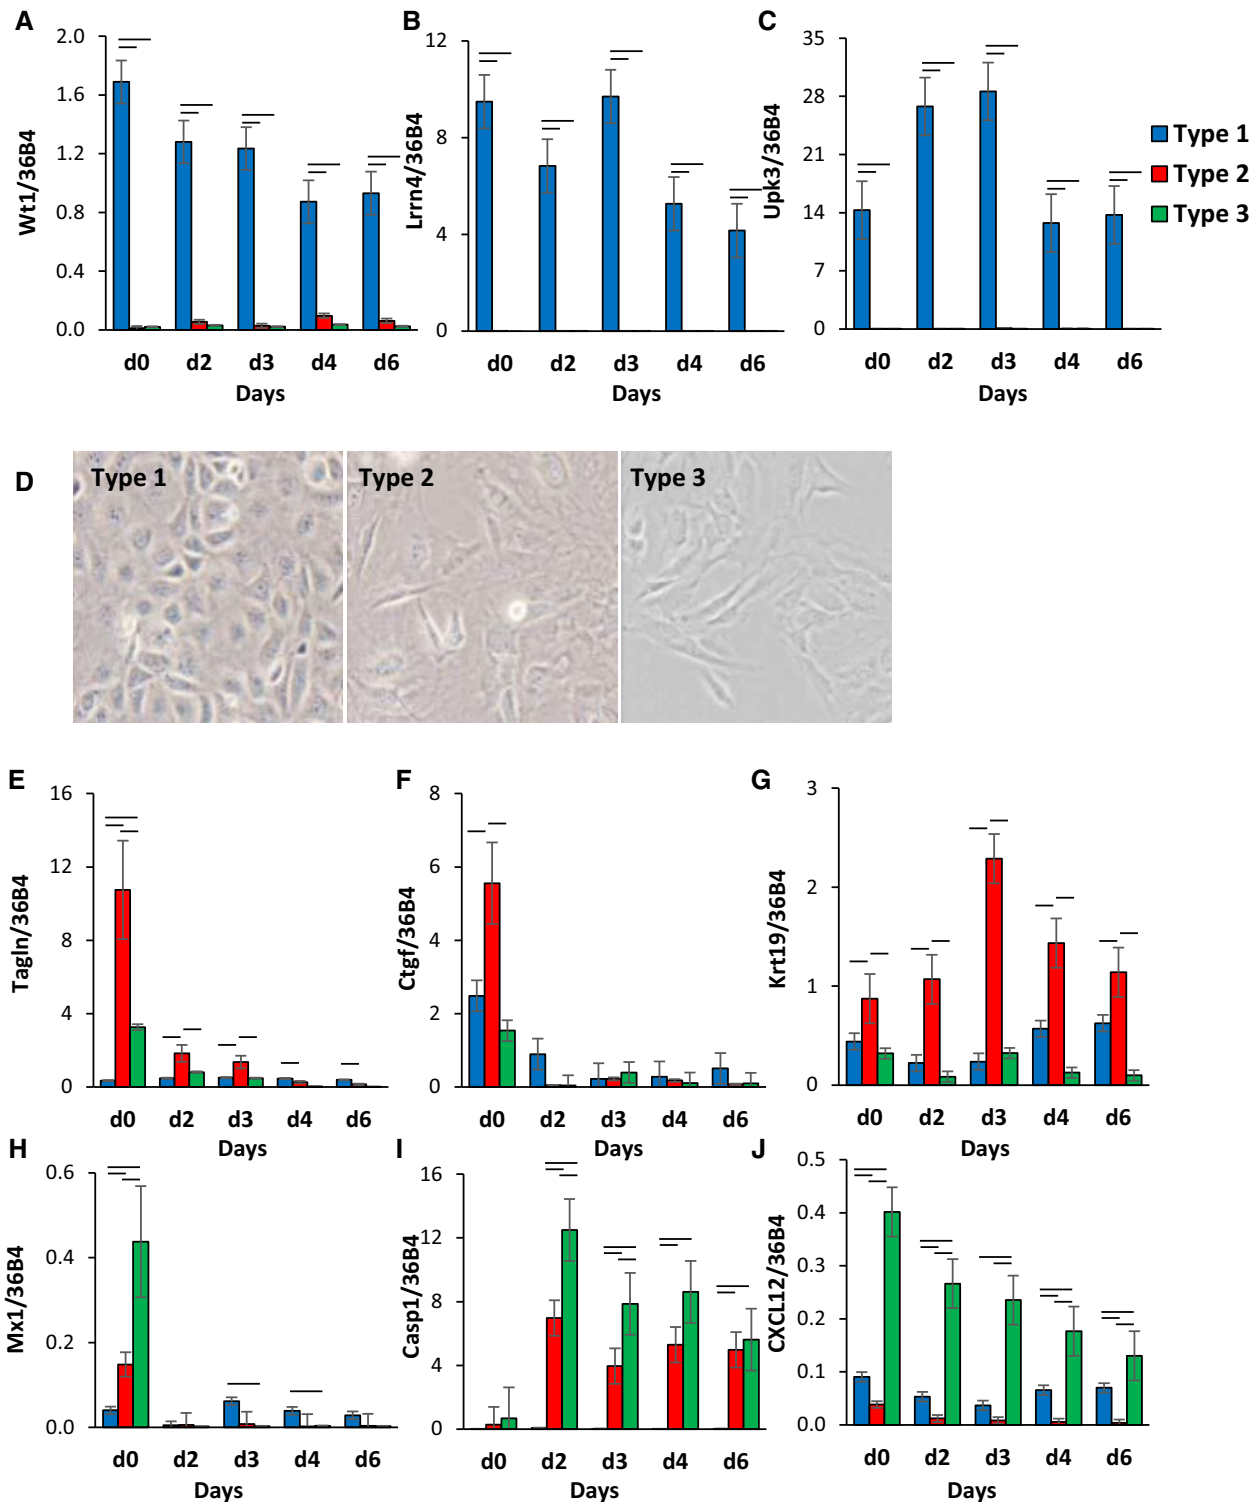 A
Wt1/36B4
2.0
1.6
1.2
0.8
0.4
0.0
d0 d2 d3 d4 d6
Days
B
Lrrn4/36B4
12
8
4
0
d0 d2 d3 d4 d6
Days
C
Upk3/36B4
35
28
21
14
7
0
d0 d2 d3 d4 d6
Days
Type 1
Type 2
Type 3
D
Type 1
Type 2
Type 3
E
Tagln/36B4
16
12
8
4
0
d0 d2 d3 d4 d6
Days
F
Ctgf/36B4
8
6
4
2
0
d0 d2 d3 d4 d6
Days
G
Krt19/36B4
3
2
1
0
d0 d2 d3 d4 d6
Days
H
Mx1/36B4
0.6
0.4
0.2
0.0
d0 d2 d3 d4 d6
Days
I
Casp1/36B4
16
12
8
4
0
d0 d2 d3 d4 d6
Days
J
CXCL12/36B4
0.5
0.4
0.3
0.2
0.1
0.0
d0 d2 d3 d4 d6
Days